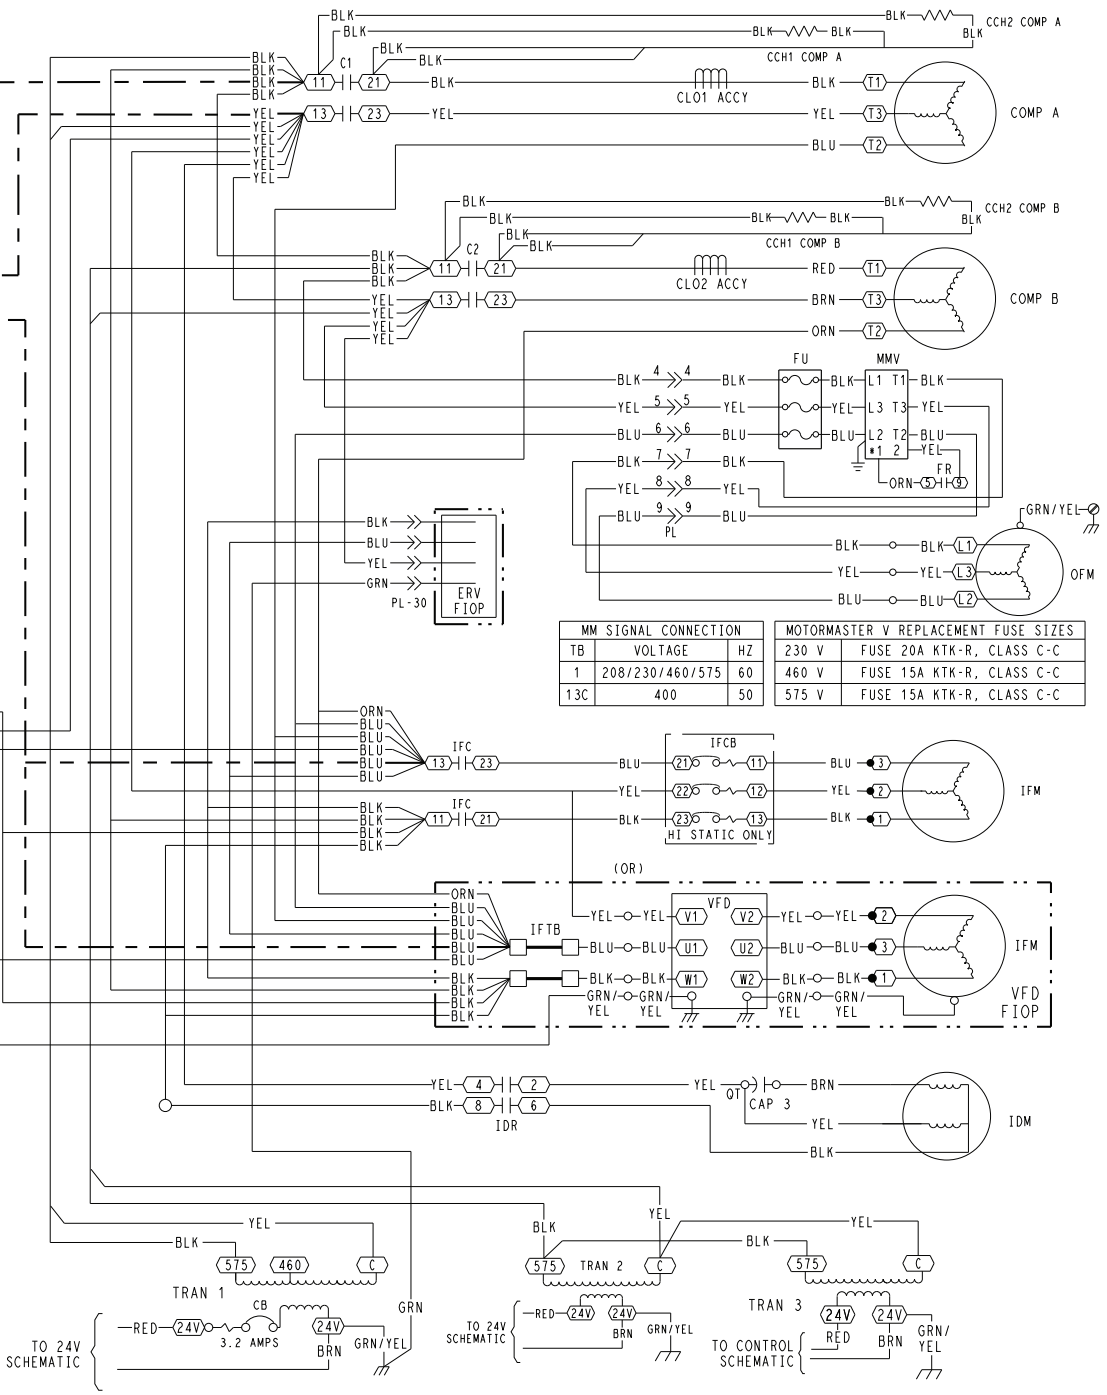 BLK BLK BLK CCH2 COMP A
BLK BLK BLK
BLK CCH1 COMP A
BLK C1 BLK
BLK
BLK 11 21 BLK BLK T1
BLK CLO1 ACCY
YEL 13 23 YEL YEL T3 COMP A
YEL
YEL
YEL BLU T2
YEL
YEL
BLK BLK BLK CCH2 COMP B
BLK BLK BLK
BLK CCH1 COMP B
BLK C2 BLK
BLK 11 21 RED T1
BLK CLO2 ACCY
YEL 13 23 BRN T3 COMP B
YEL
YEL
YEL ORN T2
FU MMV
BLK 4 4 BLK BLK L1 T1 BLK
YEL 5 5 YEL YEL L3 T3 YEL
BLU 6 6 BLU BLU L2 T2 BLU
*1 2 YEL
BLK 7 7 BLK FR
YEL 8 8 YEL ORN 5 9
BLU 9 9 BLU
PL
GRN/YEL
BLK
BLU
YEL
GRN
PL-30
ERV
FIOP
BLK BLK L1
YEL YEL L3 OFM
BLU BLU L2
MM SIGNAL CONNECTION
TB VOLTAGE HZ
1 208/230/460/575 60
13C 400 50
MOTORMASTER V REPLACEMENT FUSE SIZES
230 V FUSE 20A KTK-R, CLASS C-C
460 V FUSE 15A KTK-R, CLASS C-C
575 V FUSE 15A KTK-R, CLASS C-C
ORN
BLU
BLU
BLU IFC IFCB
BLU 13 23 BLU 21 11 BLU 3
BLU
YEL 22 12 YEL 2 IFM
BLK IFC
BLK 11 21 BLK 23 13 BLK 1
BLK
BLK HI STATIC ONLY
(OR)
ORN VFD
BLU YEL YEL V1 V2 YEL YEL 2
BLU
BLU IFTB
BLU BLU BLU U1 U2 BLU BLU 3 IFM
BLU
BLK BLK BLK W1 W2 BLK BLK 1
BLK GRN/ YEL GRN/ YEL GRN/ YEL GRN/ YEL
BLK
BLK
VFD
FIOP
YEL 4 2 YEL QT CAP 3 BRN
BLK 8 6 YEL IDM
IDR
BLK
YEL BLK YEL YEL
BLK BLK
575 460 C 575 TRAN 2 C 575 C
TRAN 1 TRAN 3
RED 24V CB 24V
3.2 AMPS
BRN GRN/YEL GRN
TO 24V
SCHEMATIC
RED 24V 24V
BRN GRN/YEL
TO 24V
SCHEMATIC
24V 24V
RED BRN GRN/
YEL
TO CONTROL
SCHEMATIC